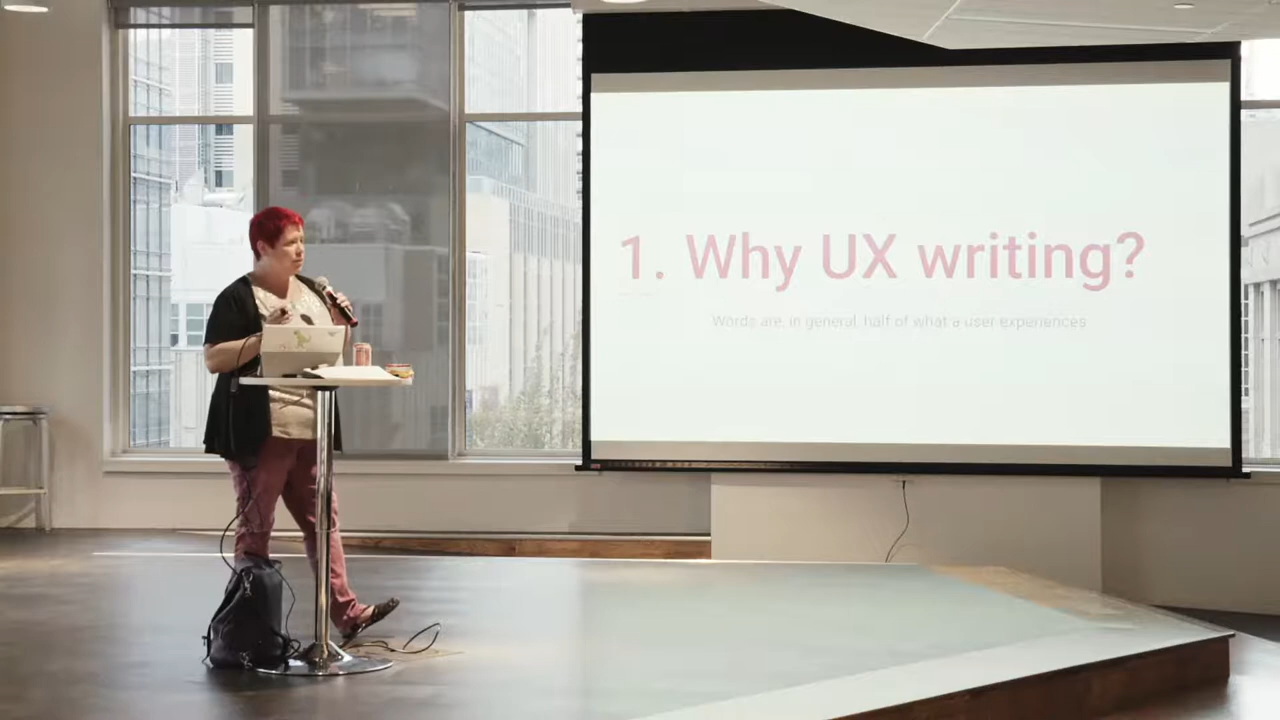 1. Why UX writing?
Words are, in general, half of what a user experiences